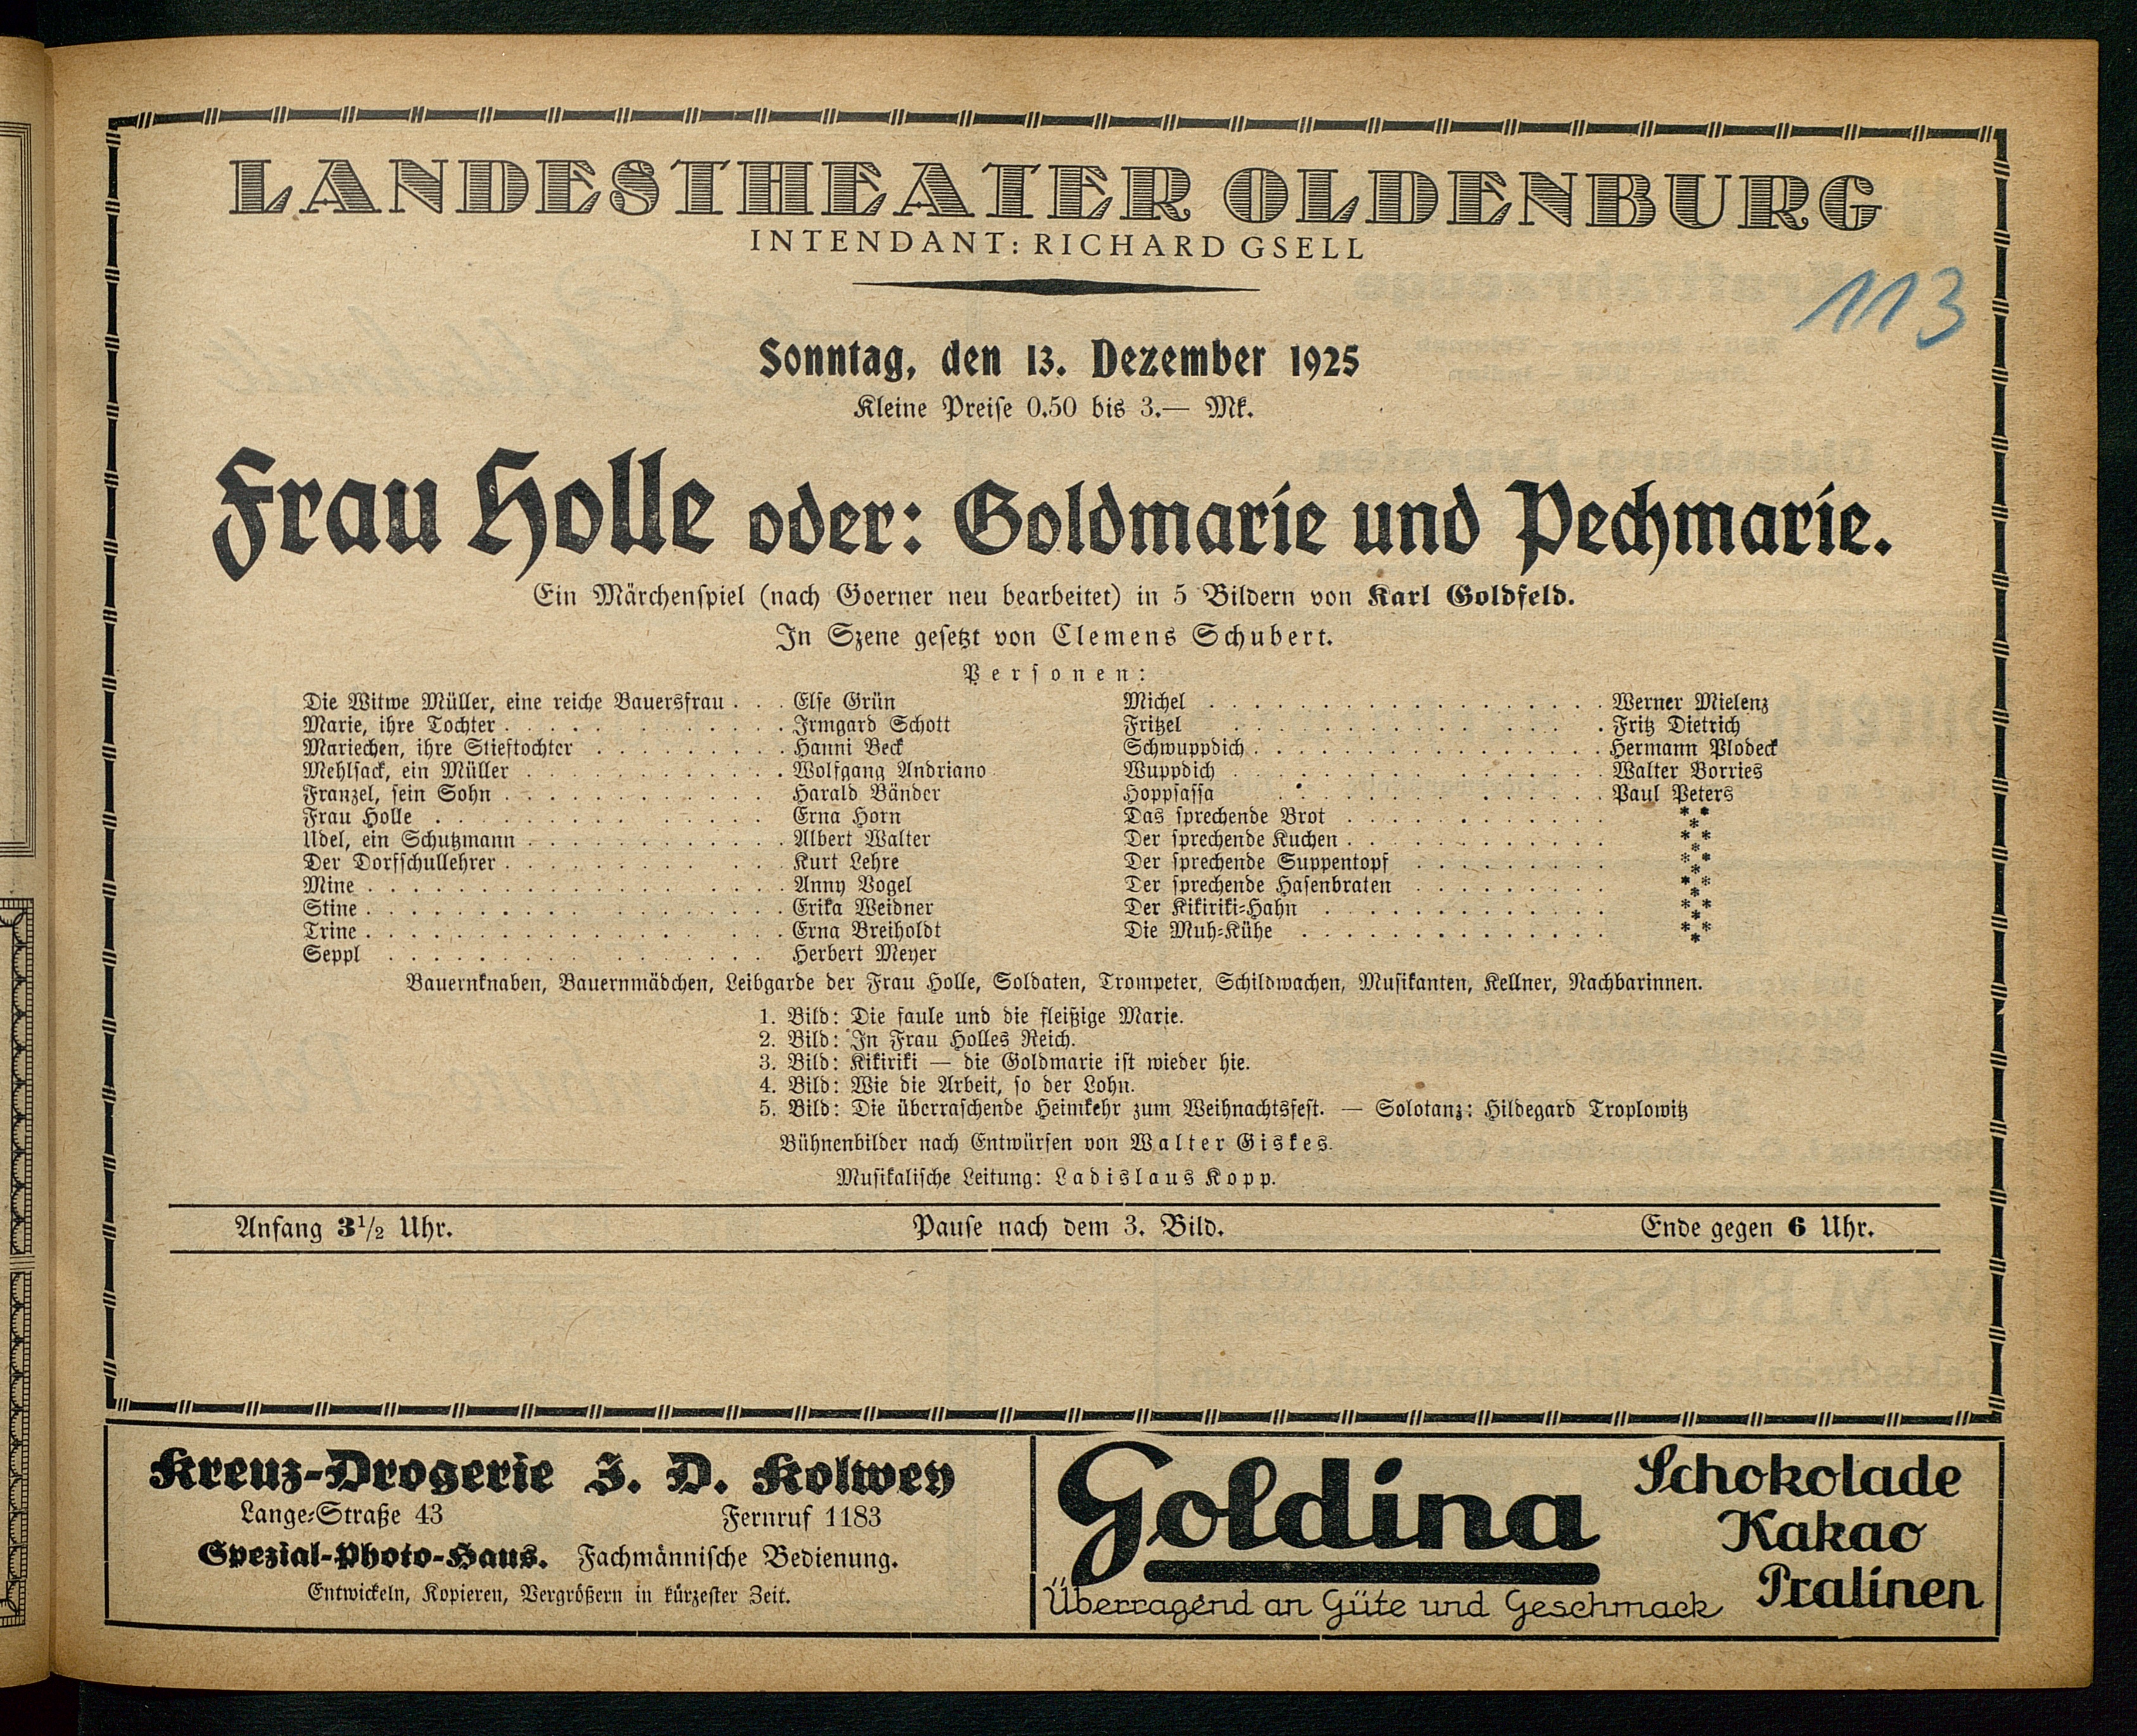 LANDESTHEATER OLDENBURG
INTENDANT: RICHARD GSELL
113
Sonntag, den 13. Dezember 1925
Kleine Preise 0.50 bis 3.— Mk.
Frau Holle oder: Goldmarie und Pechmarie.
Ein Märchenspiel (nach Goerner neu bearbeitet) in 5 Bildern von Karl Goldfeld.
In Szene gesetzt von Clemens Schubert.
Personen:
Die Witwe Müller, eine reiche Bauersfrau . . . Else Grün
Marie, ihre Tochter . . . . . . . . . . . . Irmgard Schott
Mariechen, ihre Stieftochter . . . . . . . . . Hanni Beck
Mehlsack, ein Müller . . . . . . . . . . . . Wolfgang Andriano
Franzel, sein Sohn . . . . . . . . . . . . Harald Bänder
Frau Holle . . . . . . . . . . . . . . Erna Horn
Udel, ein Schutzmann . . . . . . . . . . . . Albert Walter
Der Dorfschullehrer . . . . . . . . . . . . Kurt Lehre
Mine . . . . . . . . . . . . . . . . . . Anny Vogel
Stine . . . . . . . . . . . . . . . . . . Erika Weidner
Trine . . . . . . . . . . . . . . . . . . Erna Breiholdt
Seppl . . . . . . . . . . . . . . . . . Herbert Meyer
Michel . . . . . . . . . . . . . . . . . Werner Mielenz
Fritzel . . . . . . . . . . . . . . . . . Fritz Dietrich
Schwuppdich . . . . . . . . . . . . . . . Hermann Plodeck
Wuppdich . . . . . . . . . . . . . . . . Walter Borries
Hoppsassa . . . . . . . . . . . . . . . Paul Peters
Das sprechende Brot . . . . . . . . . . . . * * *
Der sprechende Kuchen . . . . . . . . . . . . * * *
Der sprechende Suppentopf . . . . . . . . . * * *
Der sprechende Hasenbraten . . . . . . . . . * * *
Der Kikiriki-Hahn . . . . . . . . . . . . . * * *
Die Muh-Kühe . . . . . . . . . . . . . . * * *
Bauernknaben, Bauernmädchen, Leibgarde der Frau Holle, Soldaten, Trompeter, Schildwachen, Musikanten, Kellner, Nachbarinnen.
1. Bild: Die faule und die fleißige Marie.
2. Bild: In Frau Holles Reich.
3. Bild: Kikiriki — die Goldmarie ist wieder hie.
4. Bild: Wie die Arbeit, so der Lohn.
5. Bild: Die überraschende Heimkehr zum Weihnachtsfest. — Solotanz: Hildegard Troplowitz
Bühnenbilder nach Entwürfen von Walter Giskes.
Musikalische Leitung: Ladislaus Kopp.
Anfang 3½ Uhr. Pause nach dem 3. Bild. Ende gegen 6 Uhr.
Kreuz-Drogerie J. D. Kolwey
Lange-Straße 43 Fernruf 1183
Spezial-Photo-Haus. Fachmännische Bedienung.
Entwickeln, Kopieren, Vergrößern in kürzester Zeit.
Goldina
Schokolade
Kakao
Pralinen
Überragend an Güte und Geschmack